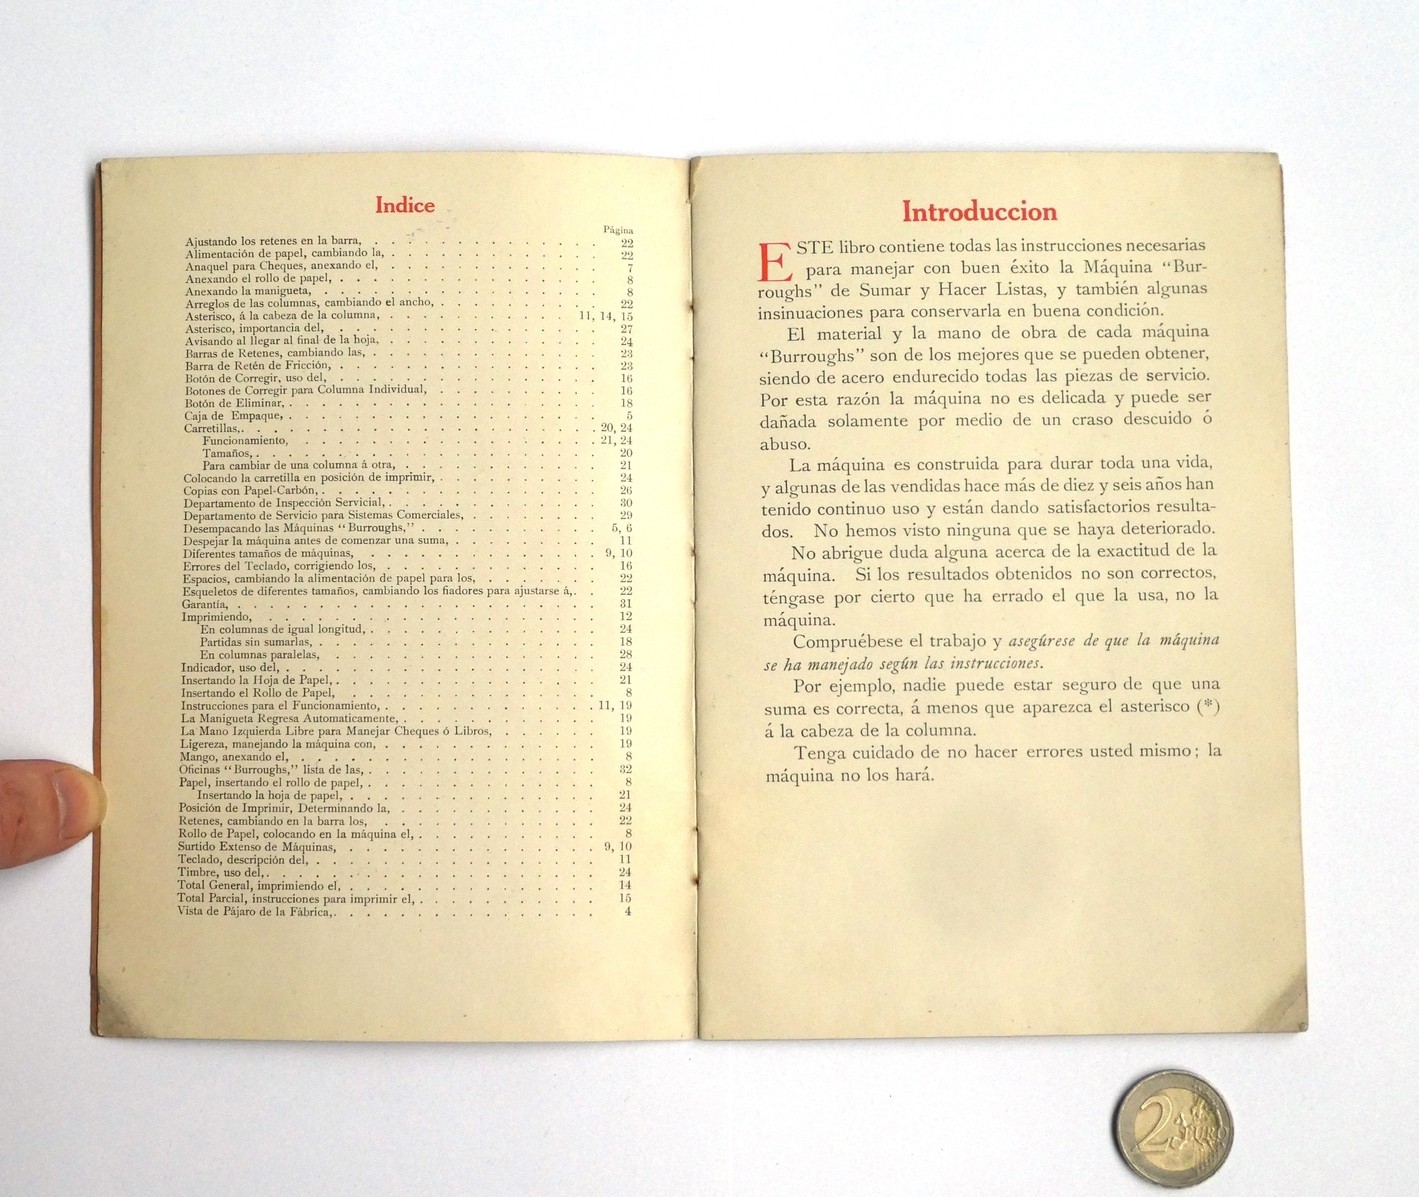 Indice
Página
Ajustando los retenes en la barra, . . . . . . . . . . . . . . 22
Alimentación de papel, cambiando la, . . . . . . . . . . . . . 22
Anaquel para Cheques, anexando el, . . . . . . . . . . . . . 7
Anexando el rollo de papel, . . . . . . . . . . . . . . . 8
Anexando la manigueta, . . . . . . . . . . . . . . . 8
Arreglos de las columnas, cambiando el ancho, . . . . . . . . . . 22
Asterisco, á la cabeza de la columna, . . . . . . . . . . . 11, 14, 15
Asterisco, importancia del, . . . . . . . . . . . . . . . 27
Avisando al llegar al final de la hoja, . . . . . . . . . . . . . 24
Barras de Retenes, cambiando las, . . . . . . . . . . . . . . 23
Barra de Retén de Fricción, . . . . . . . . . . . . . . . 23
Botón de Corregir, uso del, . . . . . . . . . . . . . . . 16
Botones de Corregir para Columna Individual, . . . . . . . . . . 16
Botón de Eliminar, . . . . . . . . . . . . . . . . . 18
Caja de Empaque, . . . . . . . . . . . . . . . . . 5
Carretillas, . . . . . . . . . . . . . . . . . . 20, 24
Funcionamiento, . . . . . . . . . . . . . . . . 21, 24
Tamaños, . . . . . . . . . . . . . . . . . . 20
Para cambiar de una columna á otra, . . . . . . . . . . . 21
Colocando la carretilla en posición de imprimir, . . . . . . . . . . 24
Copias con Papel-Carbón, . . . . . . . . . . . . . . . 26
Departamento de Inspección Servicial, . . . . . . . . . . . . . 30
Departamento de Servicio para Sistemas Comerciales, . . . . . . . . 29
Desempacando las Máquinas “Burroughs,” . . . . . . . . . . . 5, 6
Despejar la máquina antes de comenzar una suma, . . . . . . . . . 11
Diferentes tamaños de máquinas, . . . . . . . . . . . . . 9, 10
Errores del Teclado, corrigiendo los, . . . . . . . . . . . . . 16
Espacios, cambiando la alimentación de papel para los, . . . . . . . 22
Esqueletos de diferentes tamaños, cambiando los fiadores para ajustarse á, . . 22
Garantía, . . . . . . . . . . . . . . . . . . . 31
Imprimiendo, . . . . . . . . . . . . . . . . . . 12
En columnas de igual longitud, . . . . . . . . . . . . . 24
Partidas sin sumarlas, . . . . . . . . . . . . . . . 18
En columnas paralelas, . . . . . . . . . . . . . . . 28
Indicador, uso del, . . . . . . . . . . . . . . . . . 24
Insertando la Hoja de Papel, . . . . . . . . . . . . . . . 21
Insertando el Rollo de Papel, . . . . . . . . . . . . . . 8
Instrucciones para el Funcionamiento, . . . . . . . . . . . . 11, 19
La Manigueta Regresa Automaticamente, . . . . . . . . . . . . 19
La Mano Izquierda Libre para Manejar Cheques ó Libros, . . . . . . 19
Ligereza, manejando la máquina con, . . . . . . . . . . . . . 19
Mango, anexando el, . . . . . . . . . . . . . . . . 8
Oficinas “Burroughs,” lista de las, . . . . . . . . . . . . . 32
Papel, insertando el rollo de papel, . . . . . . . . . . . . . 8
Insertando la hoja de papel, . . . . . . . . . . . . . . 21
Posición de Imprimir, Determinando la, . . . . . . . . . . . . 24
Retenes, cambiando en la barra los, . . . . . . . . . . . . . 22
Rollo de Papel, colocando en la máquina el, . . . . . . . . . . . 8
Surtido Extenso de Máquinas, . . . . . . . . . . . . . . 9, 10
Teclado, descripción del, . . . . . . . . . . . . . . . . 11
Timbre, uso del, . . . . . . . . . . . . . . . . . . 24
Total General, imprimiendo el, . . . . . . . . . . . . . . 14
Total Parcial, instrucciones para imprimir el, . . . . . . . . . . . 15
Vista de Pájaro de la Fábrica, . . . . . . . . . . . . . . . 4
Introduccion
ESTE libro contiene todas las instrucciones necesarias
para manejar con buen éxito la Máquina “Bur-
roughs” de Sumar y Hacer Listas, y también algunas
insinuaciones para conservarla en buena condición.
El material y la mano de obra de cada máquina
“Burroughs” son de los mejores que se pueden obtener,
siendo de acero endurecido todas las piezas de servicio.
Por esta razón la máquina no es delicada y puede ser
dañada solamente por medio de un craso descuido ó
abuso.
La máquina es construida para durar toda una vida,
y algunas de las vendidas hace más de diez y seis años han
tenido continuo uso y están dando satisfactorios resulta-
dos. No hemos visto ninguna que se haya deteriorado.
No abrigue duda alguna acerca de la exactitud de la
máquina. Si los resultados obtenidos no son correctos,
téngase por cierto que ha errado el que la usa, no la
máquina.
Compruébese el trabajo y asegúrese de que la máquina
se ha manejado según las instrucciones.
Por ejemplo, nadie puede estar seguro de que una
suma es correcta, á menos que aparezca el asterisco (*)
á la cabeza de la columna.
Tenga cuidado de no hacer errores usted mismo; la
máquina no los hará.
2 EURO